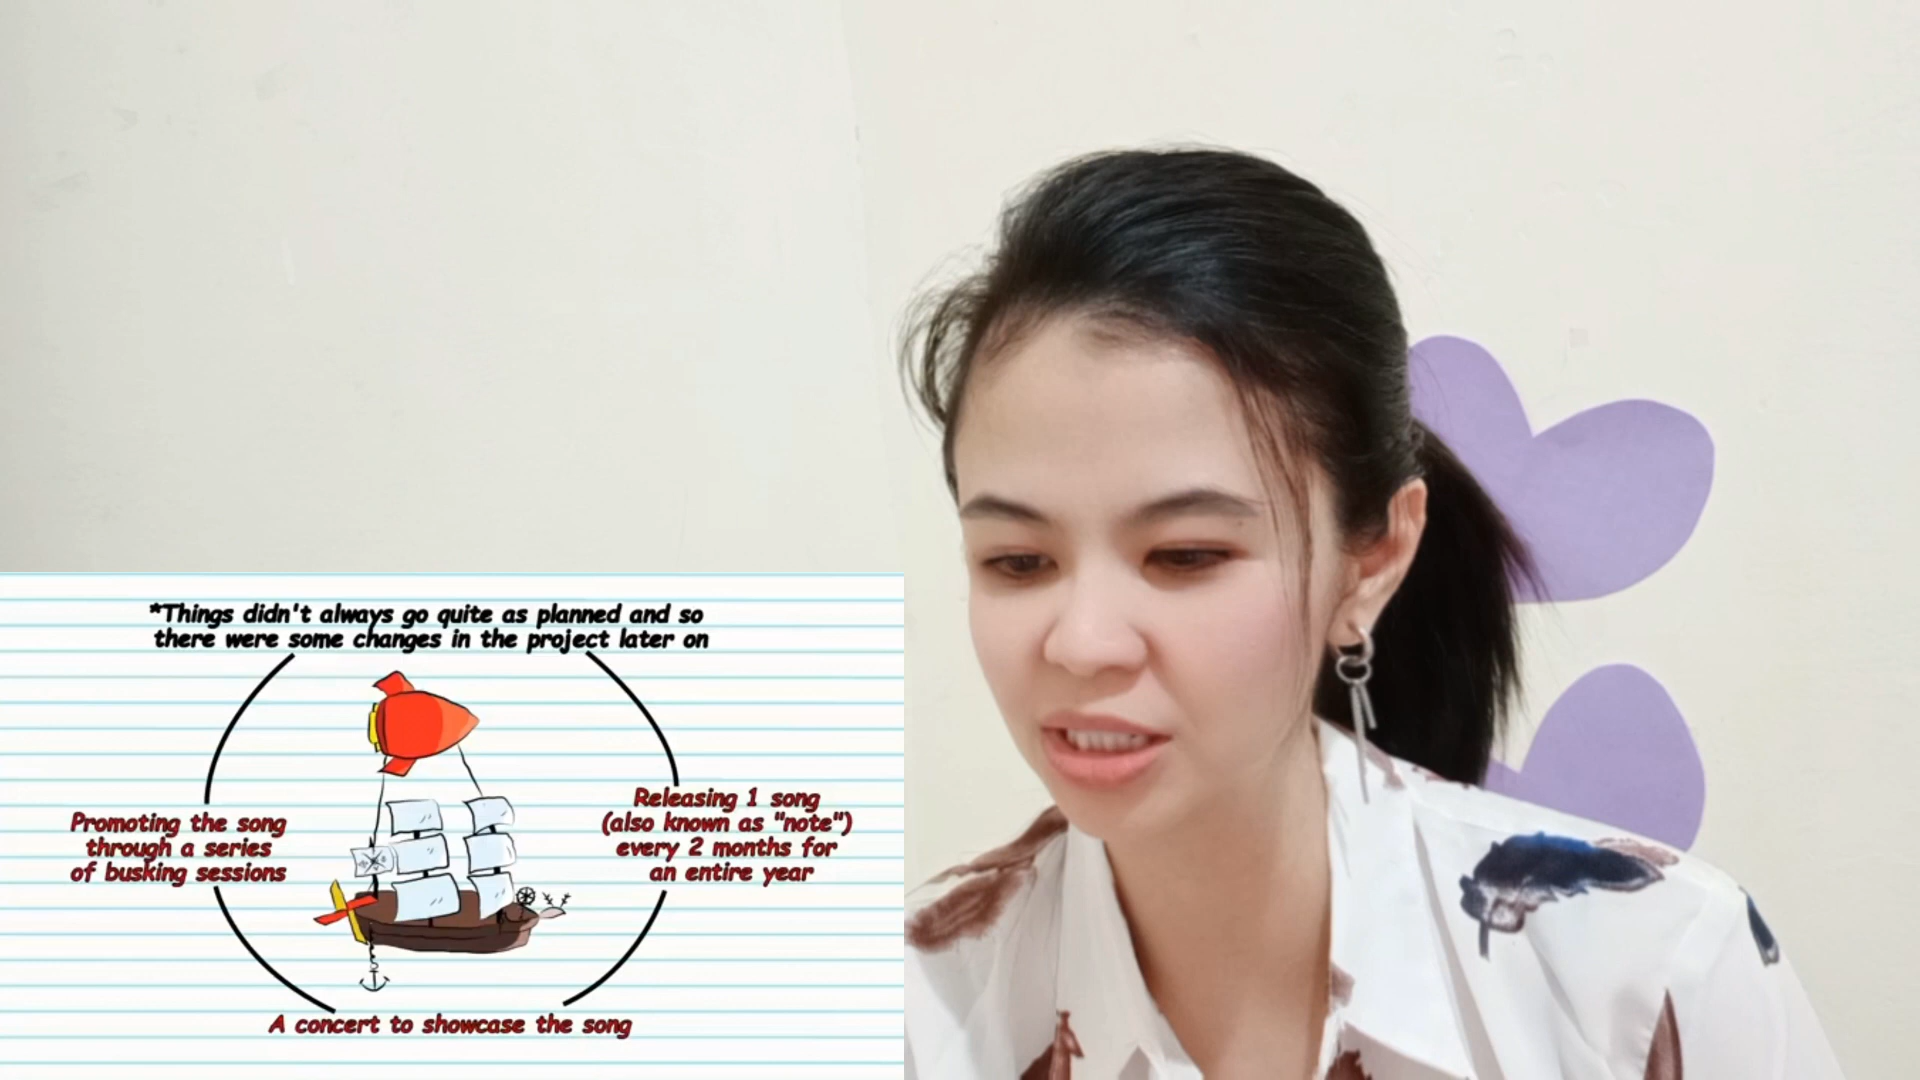 *Things didn't always go quite as planned and so
there were some changes in the project later on
Releasing 1 song
(also known as "note")
every 2 months for
an entire year
Promoting the song
through a series
of busking sessions
A concert to showcase the song